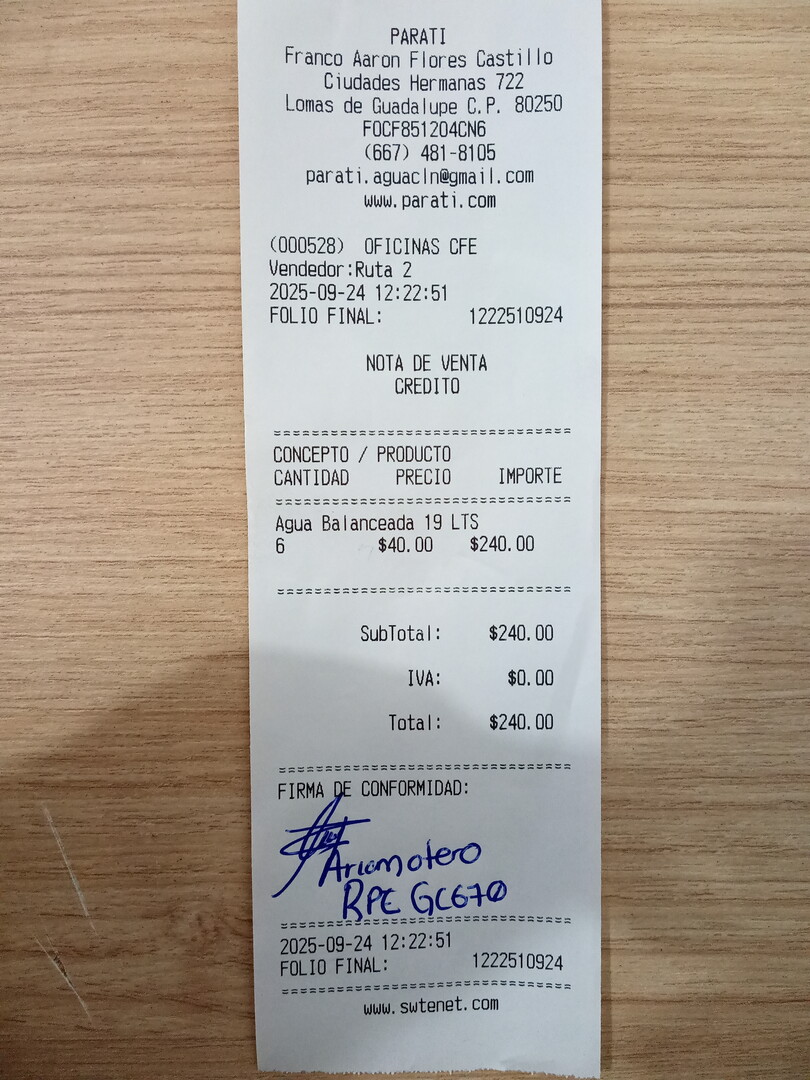 PARATI
Franco Aaron Flores Castillo
Ciudades Hermanas 722
Lomas de Guadalupe C.P. 80250
FOCF851204CN6
(667) 481-8105
parati.aguacln@gmail.com
www.parati.com
(000528) OFICINAS CFE
Vendedor:Ruta 2
2025-09-24 12:22:51
FOLIO FINAL: 1222510924
NOTA DE VENTA
CREDITO
CONCEPTO / PRODUCTO
CANTIDAD PRECIO IMPORTE
Agua Balanceada 19 LTS
6 $40.00 $240.00
SubTotal: $240.00
IVA: $0.00
Total: $240.00
FIRMA DE CONFORMIDAD:
RPE GC670
2025-09-24 12:22:51
FOLIO FINAL: 1222510924
www.swtenet.com